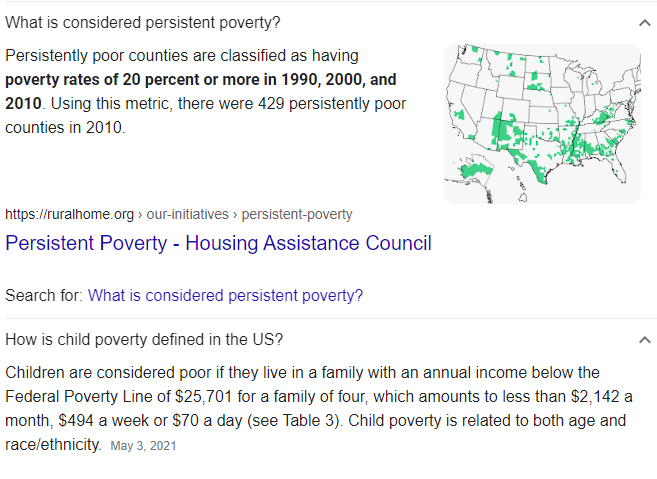 What is considered persistent poverty?
Persistently poor counties are classified as having
poverty rates of 20 percent or more in 1990, 2000, and
2010. Using this metric, there were 429 persistently poor
counties in 2010.
https://ruralhome.org › our-initiatives › persistent-poverty
Persistent Poverty - Housing Assistance Council
Search for: What is considered persistent poverty?
How is child poverty defined in the US?
Children are considered poor if they live in a family with an annual income below the
Federal Poverty Line of $25,701 for a family of four, which amounts to less than $2,142 a
month, $494 a week or $70 a day (see Table 3). Child poverty is related to both age and
race/ethnicity. May 3, 2021